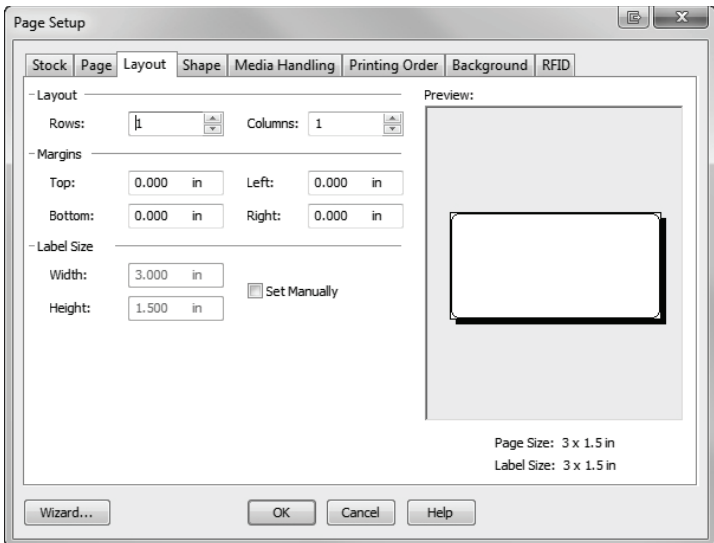 Page Setup
Stock Page Layout Shape Media Handling Printing Order Background RFID
Layout
Rows: 1 Columns: 1
Margins
Top: 0.000 in Left: 0.000 in
Bottom: 0.000 in Right: 0.000 in
Label Size
Width: 3.000 in
Set Manually
Height: 1.500 in
Preview:
Page Size: 3 x 1.5 in
Label Size: 3 x 1.5 in
Wizard... OK Cancel Help